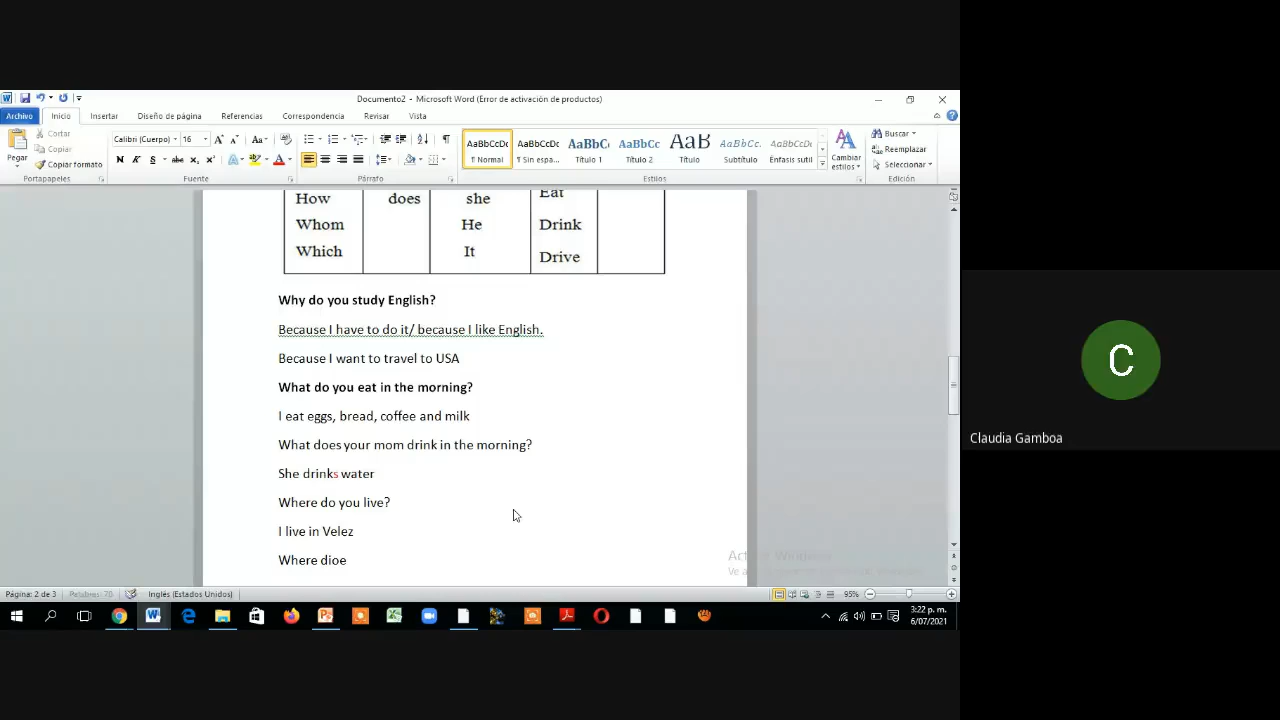 Documento2 - Microsoft Word (Error de activación de productos)
Archivo Inicio Insertar Diseño de página Referencias Correspondencia Revisar Vista
Pegar
Cortar
Copiar
Copiar formato
Portapapeles
Calibri (Cuerpo) 16
Fuente
Párrafo
AaBbCcDc AaBbCcDc AaBbC AaBbCc AaB AaBbCc. AaBbCcDc
¶ Normal ¶ Sin espa... Título 1 Título 2 Título Subtítulo Énfasis sutil
Cambiar estilos
Estilos
Buscar
Reemplazar
Seleccionar
Edición
How does she Eat
Whom He Drink
Which It Drive
Why do you study English?
Because I have to do it/ because I like English.
Because I want to travel to USA
What do you eat in the morning?
I eat eggs, bread, coffee and milk
What does your mom drink in the morning?
She drinks water
Where do you live?
I live in Velez
Where dioe
Página: 2 de 3 Palabras: 70 Inglés (Estados Unidos) 95%
3:22 p. m.
6/07/2021
C
Claudia Gamboa